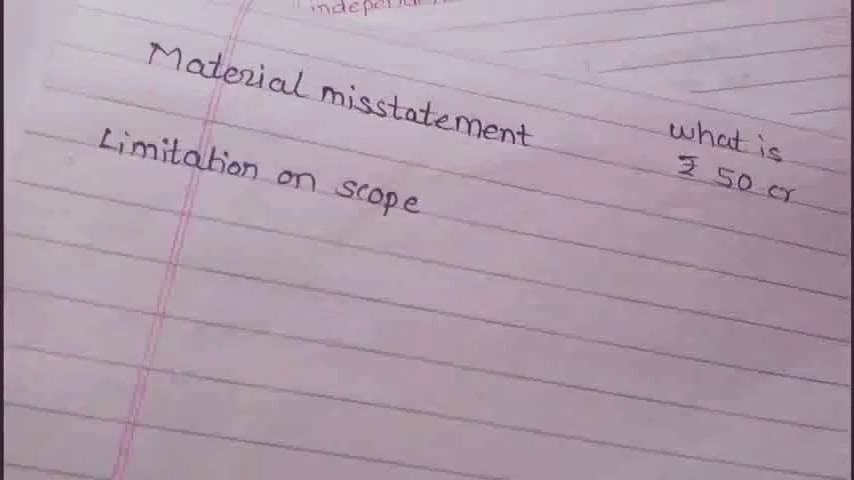 Material misstatement
Limitation on scope
what is
₹ 50 cr